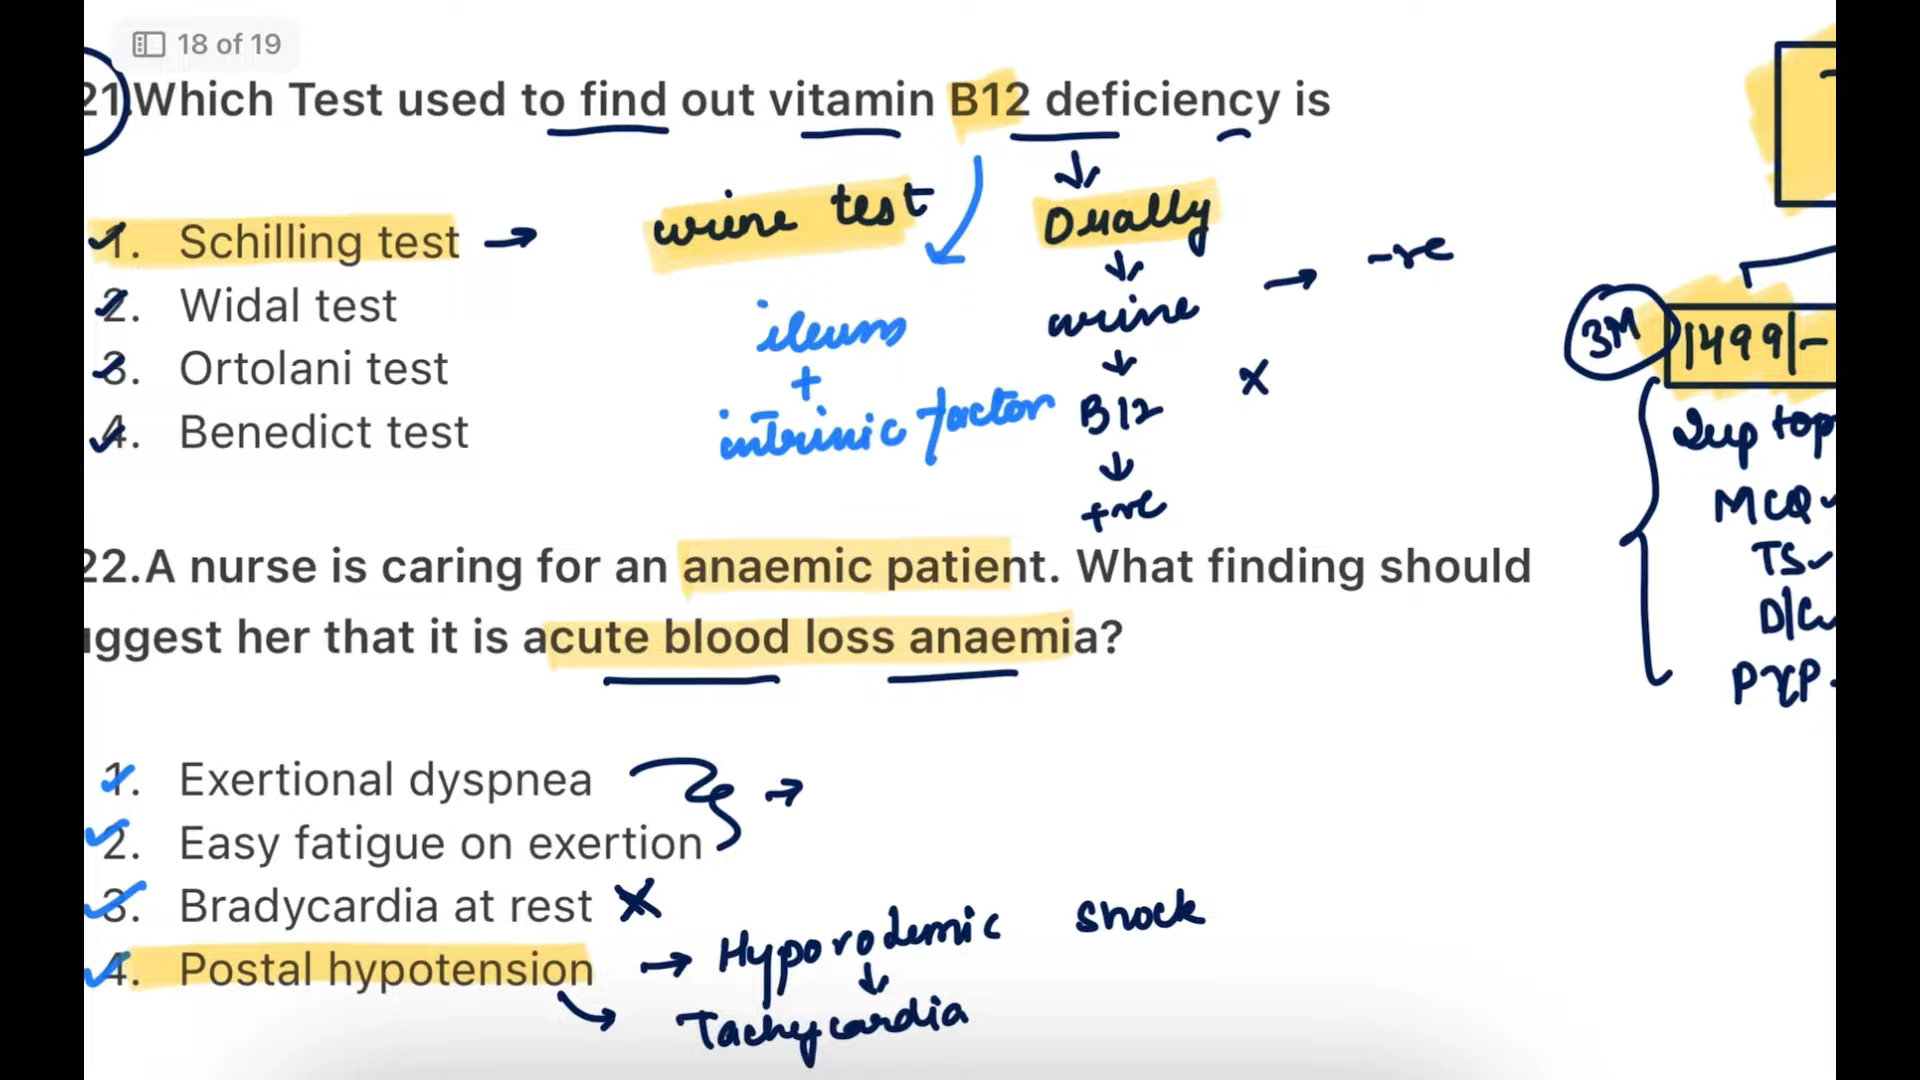 18 of 19
21.Which Test used to find out vitamin B12 deficiency is
1. Schilling test → urine test
2. Widal test
3. Ortolani test
4. Benedict test
ileum
+
intrinic factor
Orally
urine → -ve
B12 x
+ve
22.A nurse is caring for an anaemic patient. What finding should
uggest her that it is acute blood loss anaemia?
1. Exertional dyspnea
2. Easy fatigue on exertion
3. Bradycardia at rest X
4. Postal hypotension → Hypovolemic shock
Tachycardia
3M 1499/-
top
MCQ
TS
PYP